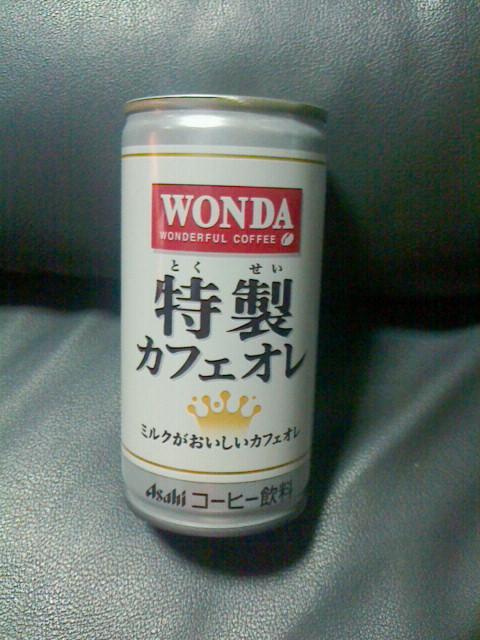 WONDA
WONDERFUL COFFEE
とく せい
特製
カフェオレ
ミルクがおいしいカフェオレ
Asahi コーヒー飲料